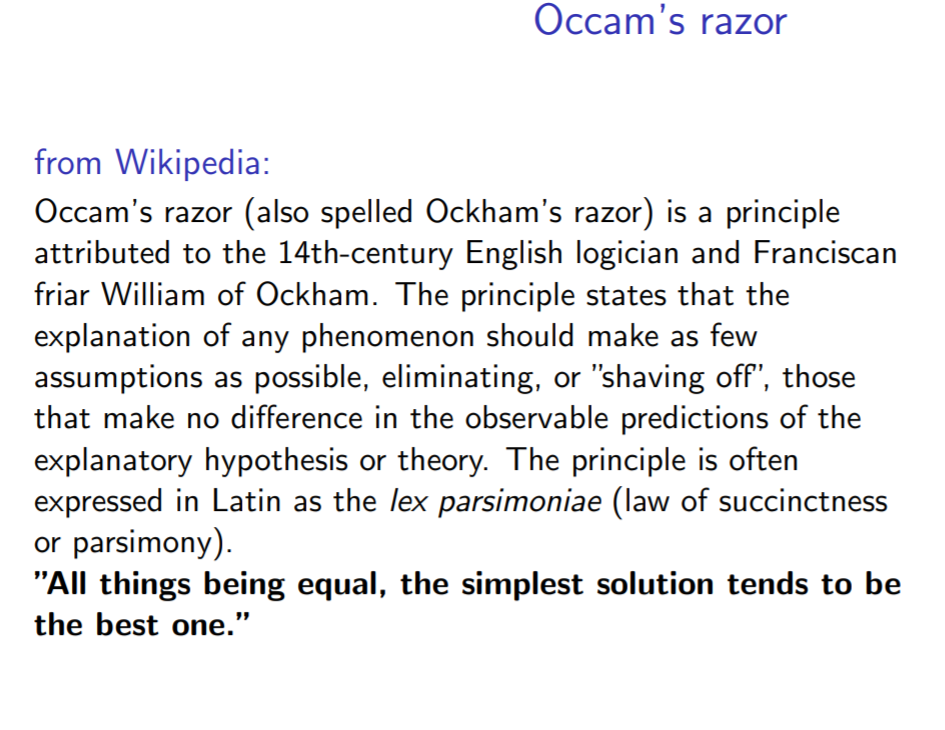 Occam's razor
from Wikipedia:
Occam's razor (also spelled Ockham's razor) is a principle
attributed to the 14th-century English logician and Franciscan
friar William of Ockham. The principle states that the
explanation of any phenomenon should make as few
assumptions as possible, eliminating, or ”shaving off”, those
that make no difference in the observable predictions of the
explanatory hypothesis or theory. The principle is often
expressed in Latin as the lex parsimoniae (law of succinctness
or parsimony).
”All things being equal, the simplest solution tends to be
the best one.”